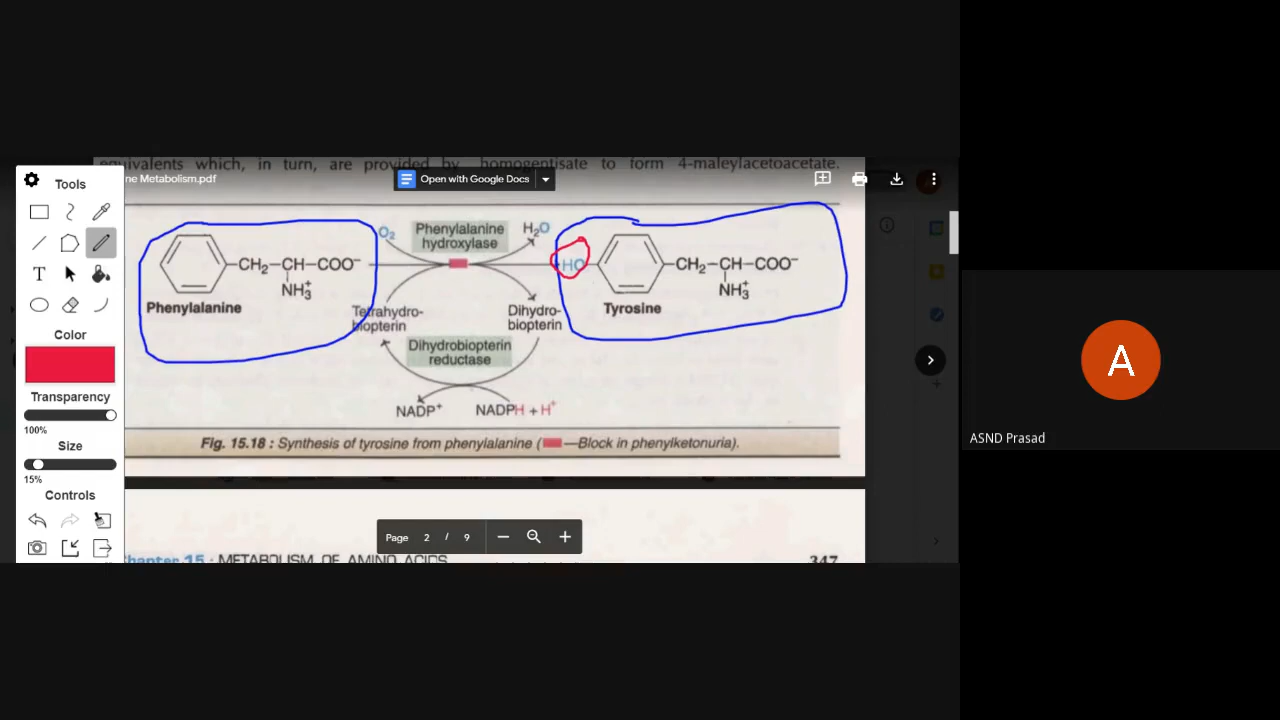 equivalents which, in turn, are provided by homogentisate to form 4-maleylacetoacetate.
Tools
ne Metabolism.pdf
Open with Google Docs
O₂
Phenylalanine
hydroxylase
H₂O
CH₂–CH–COO⁻
NH₃⁺
Phenylalanine
HO
CH₂–CH–COO⁻
NH₃⁺
Tyrosine
Tetrahydro-
biopterin
Dihydro-
biopterin
Dihydrobiopterin
reductase
NADP⁺
NADPH + H⁺
Fig. 15.18 : Synthesis of tyrosine from phenylalanine ( —Block in phenylketonuria).
T
Color
Transparency
100%
Size
15%
Controls
Page 2 / 9
Chapter 15 : METABOLISM OF AMINO ACIDS
347
A
ASND Prasad